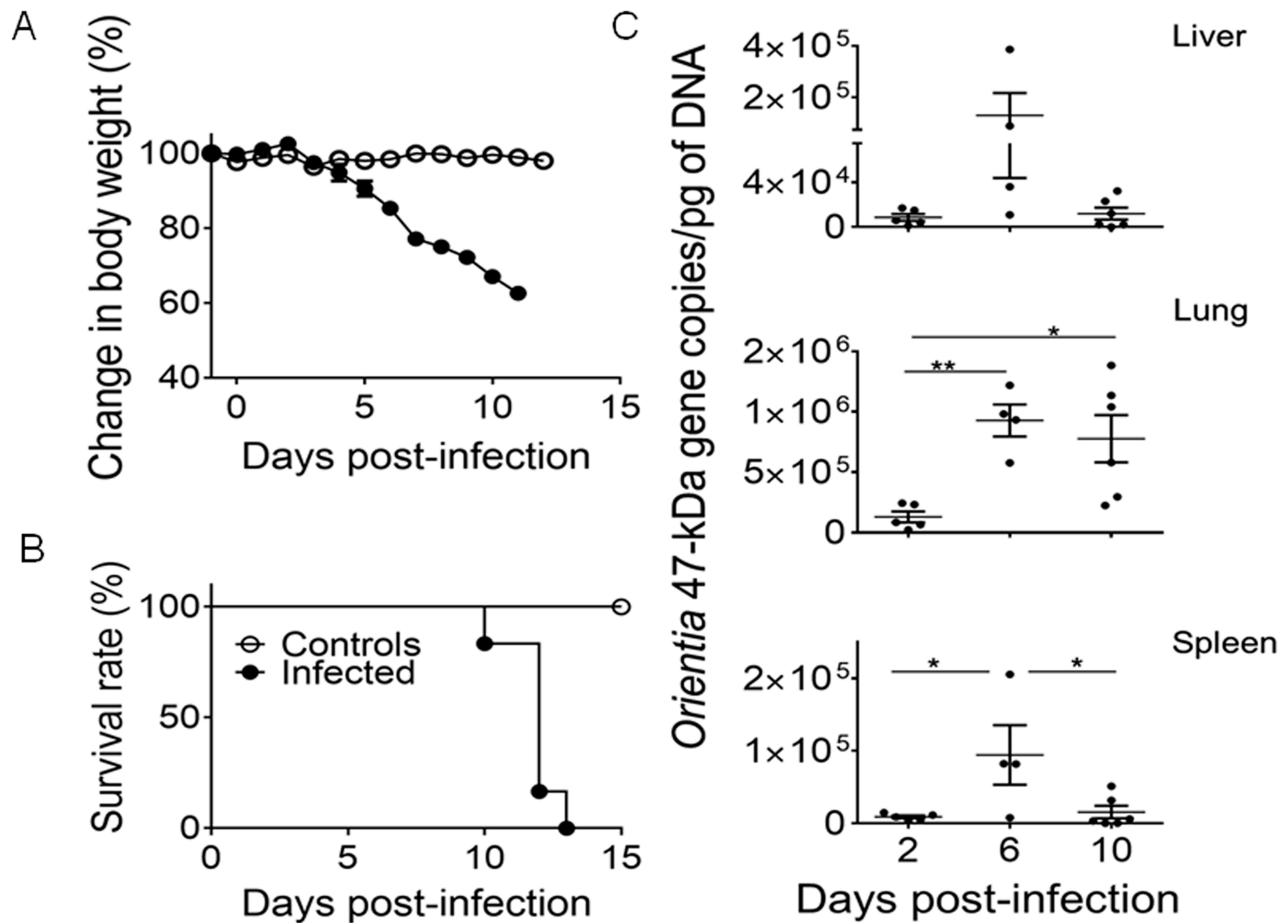 A
Change in body weight (%)
100
80
60
40
0 5 10 15
Days post-infection
B
Survival rate (%)
100
50
0
Controls
Infected
0 5 10 15
Days post-infection
C
Orientia 47-kDa gene copies/pg of DNA
Liver
4×10⁵
2×10⁵
4×10⁴
0
Lung
*
**
2×10⁶
1×10⁶
5×10⁵
0
Spleen
* *
2×10⁵
1×10⁵
0
2 6 10
Days post-infection